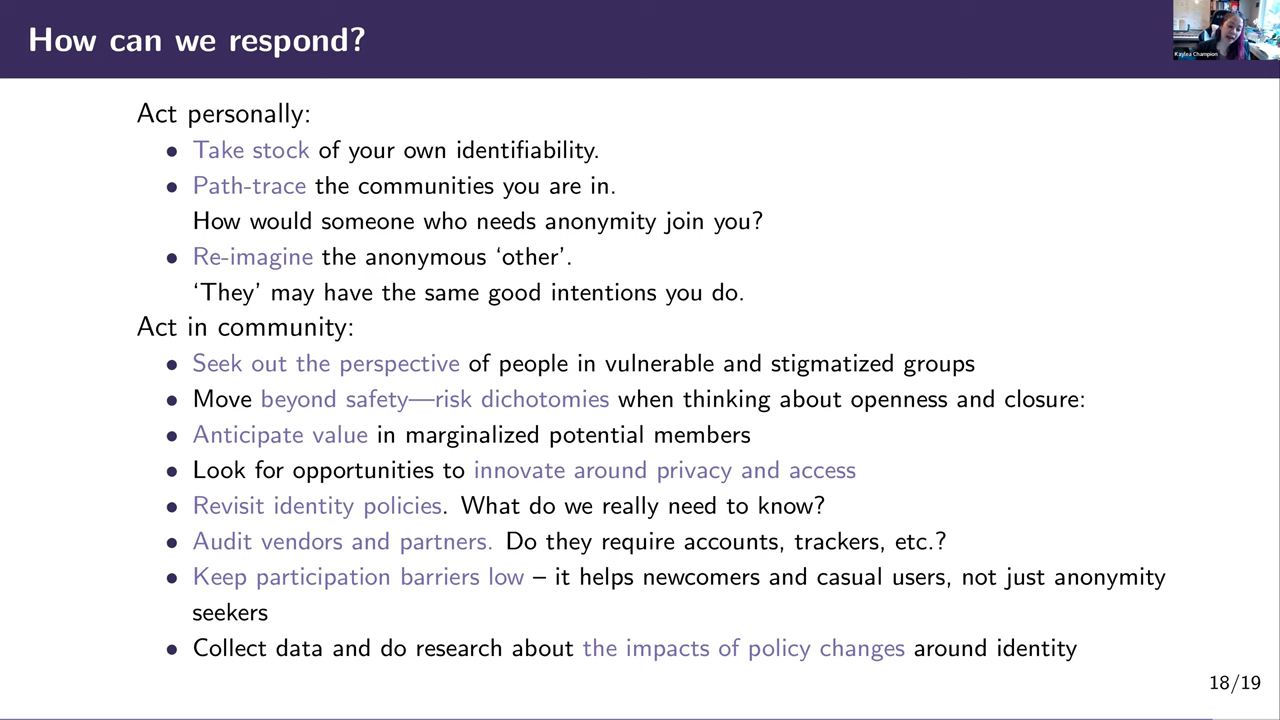 How can we respond?
Kaylea Champion
Act personally:
• Take stock of your own identifiability.
• Path-trace the communities you are in.
How would someone who needs anonymity join you?
• Re-imagine the anonymous ‘other’.
‘They’ may have the same good intentions you do.
Act in community:
• Seek out the perspective of people in vulnerable and stigmatized groups
• Move beyond safety—risk dichotomies when thinking about openness and closure:
• Anticipate value in marginalized potential members
• Look for opportunities to innovate around privacy and access
• Revisit identity policies. What do we really need to know?
• Audit vendors and partners. Do they require accounts, trackers, etc.?
• Keep participation barriers low – it helps newcomers and casual users, not just anonymity
seekers
• Collect data and do research about the impacts of policy changes around identity
18/19